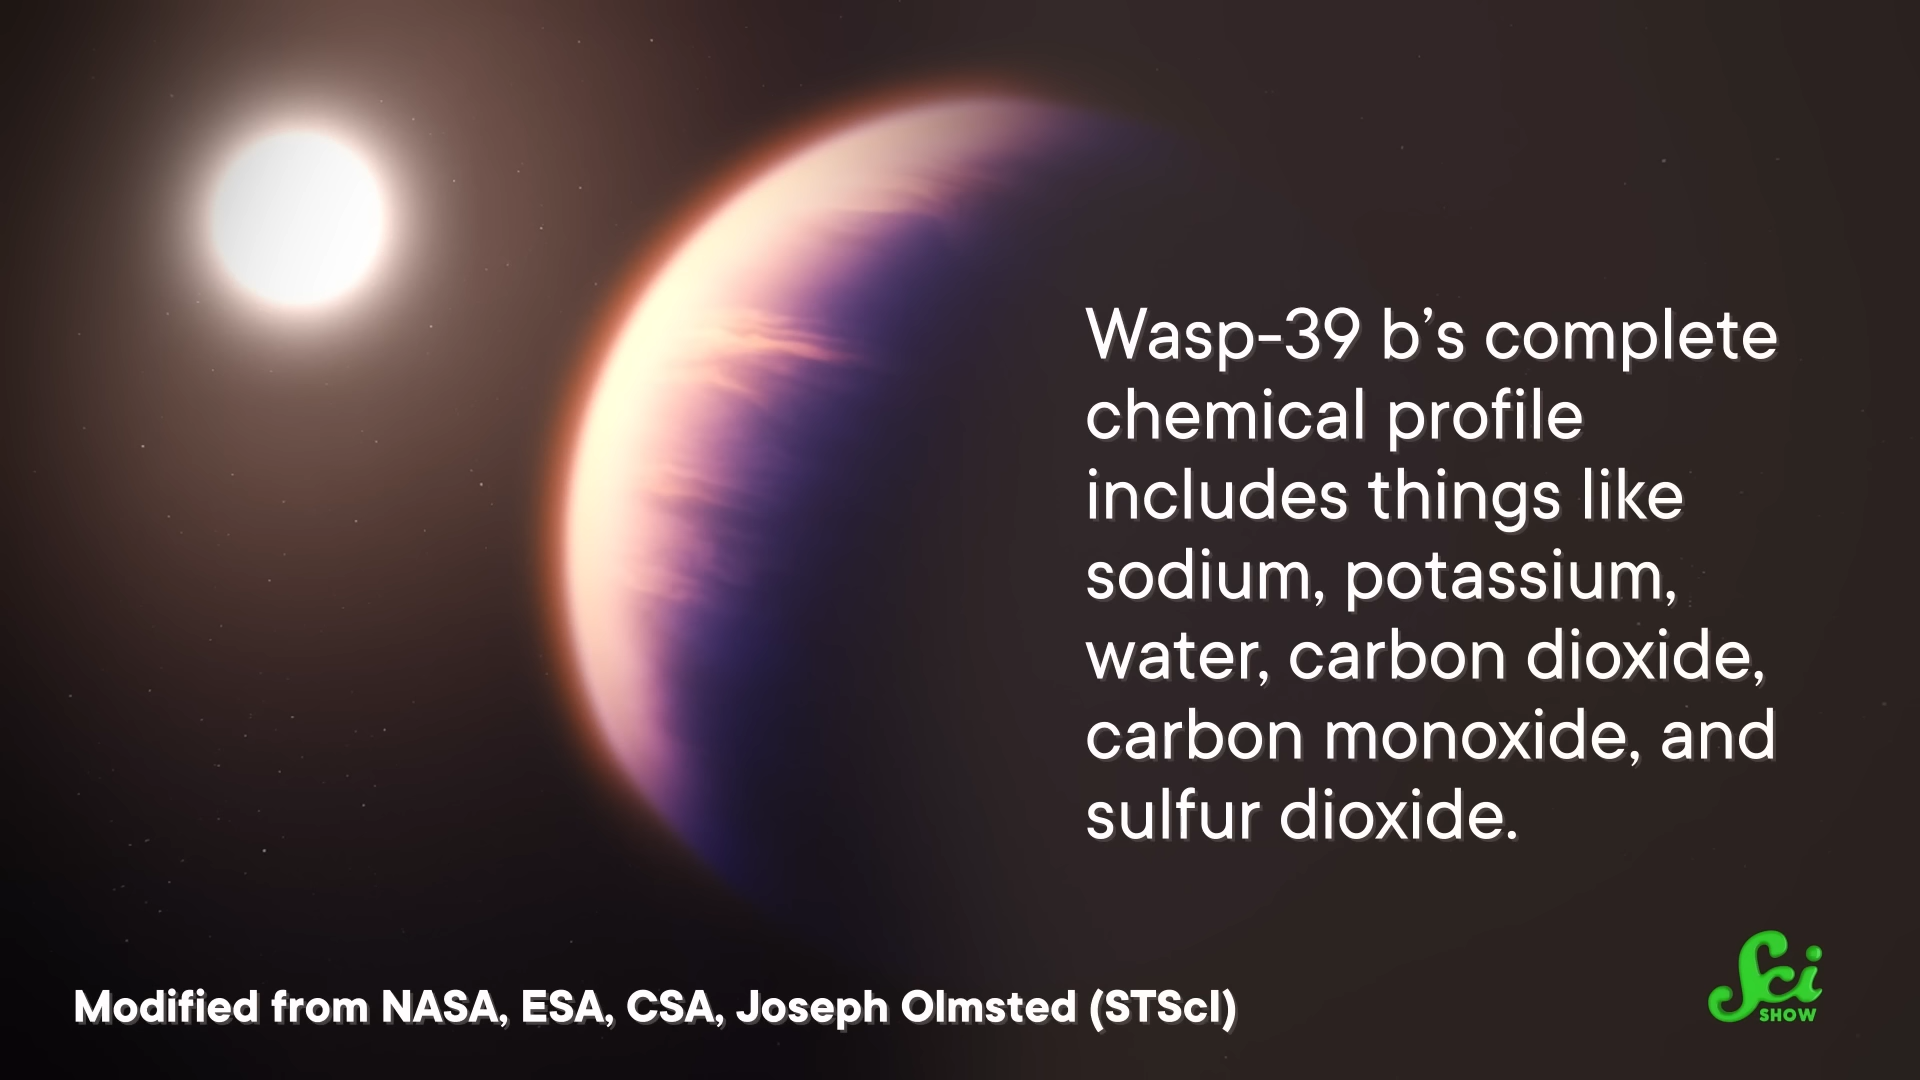 Wasp-39 b’s complete
chemical profile
includes things like
sodium, potassium,
water, carbon dioxide,
carbon monoxide, and
sulfur dioxide.
Modified from NASA, ESA, CSA, Joseph Olmsted (STScI)
Sci
SHOW